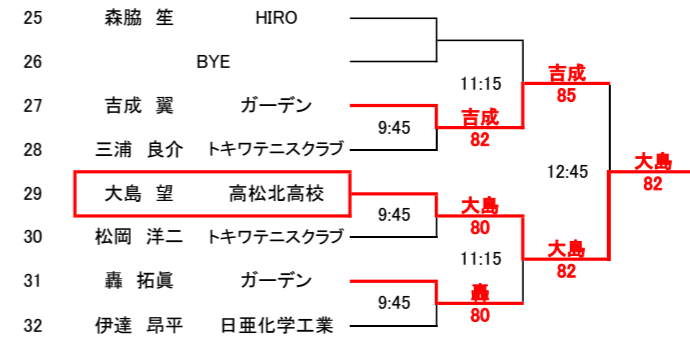 25 森脇 笙 HIRO
26 BYE
27 吉成 翼 ガーデン
28 三浦 良介 トキワテニスクラブ
29 大島 望 高松北高校
30 松岡 洋二 トキワテニスクラブ
31 轟 拓眞 ガーデン
32 伊達 昂平 日亜化学工業
9:45
9:45
9:45
吉成
82
大島
80
轟
80
11:15
11:15
吉成
85
大島
82
12:45
大島
82